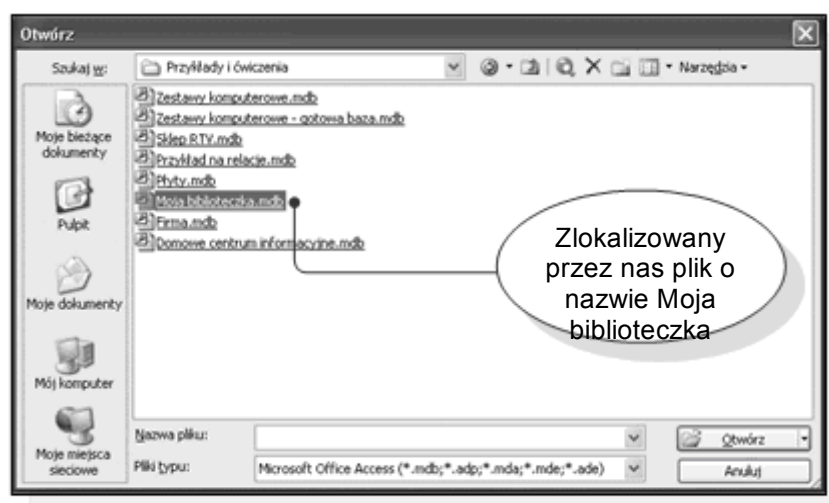 Otwórz
Szukaj w:
Przykłady i ćwiczenia
Narzędzia
Moje bieżące
dokumenty
Pulpit
Moje dokumenty
Mój komputer
Moje miejsca
sieciowe
Zestawy komputerowe.mdb
Zestawy komputerowe - gotowa baza.mdb
Sklep RTV.mdb
Przykład na relacje.mdb
Płyty.mdb
Moja biblioteczka.mdb
Firma.mdb
Domowe centrum informacyjne.mdb
Zlokalizowany
przez nas plik o
nazwie Moja
biblioteczka
Nazwa pliku:
Otwórz
Pliki typu:
Microsoft Office Access (*.mdb;*.adp;*.mda;*.mde;*.ade)
Anuluj